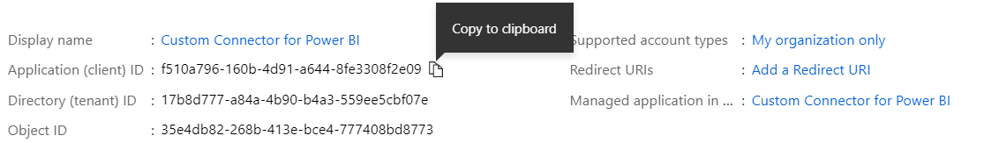 Copy to clipboard
Display name : Custom Connector for Power BI
Supported account types : My organization only
Application (client) ID : f510a796-160b-4d91-a644-8fe3308f2e09
Redirect URIs : Add a Redirect URI
Directory (tenant) ID : 17b8d777-a84a-4b90-b4a3-559ee5cbf07e
Managed application in ... : Custom Connector for Power BI
Object ID : 35e4db82-268b-413e-bce4-777408bd8773